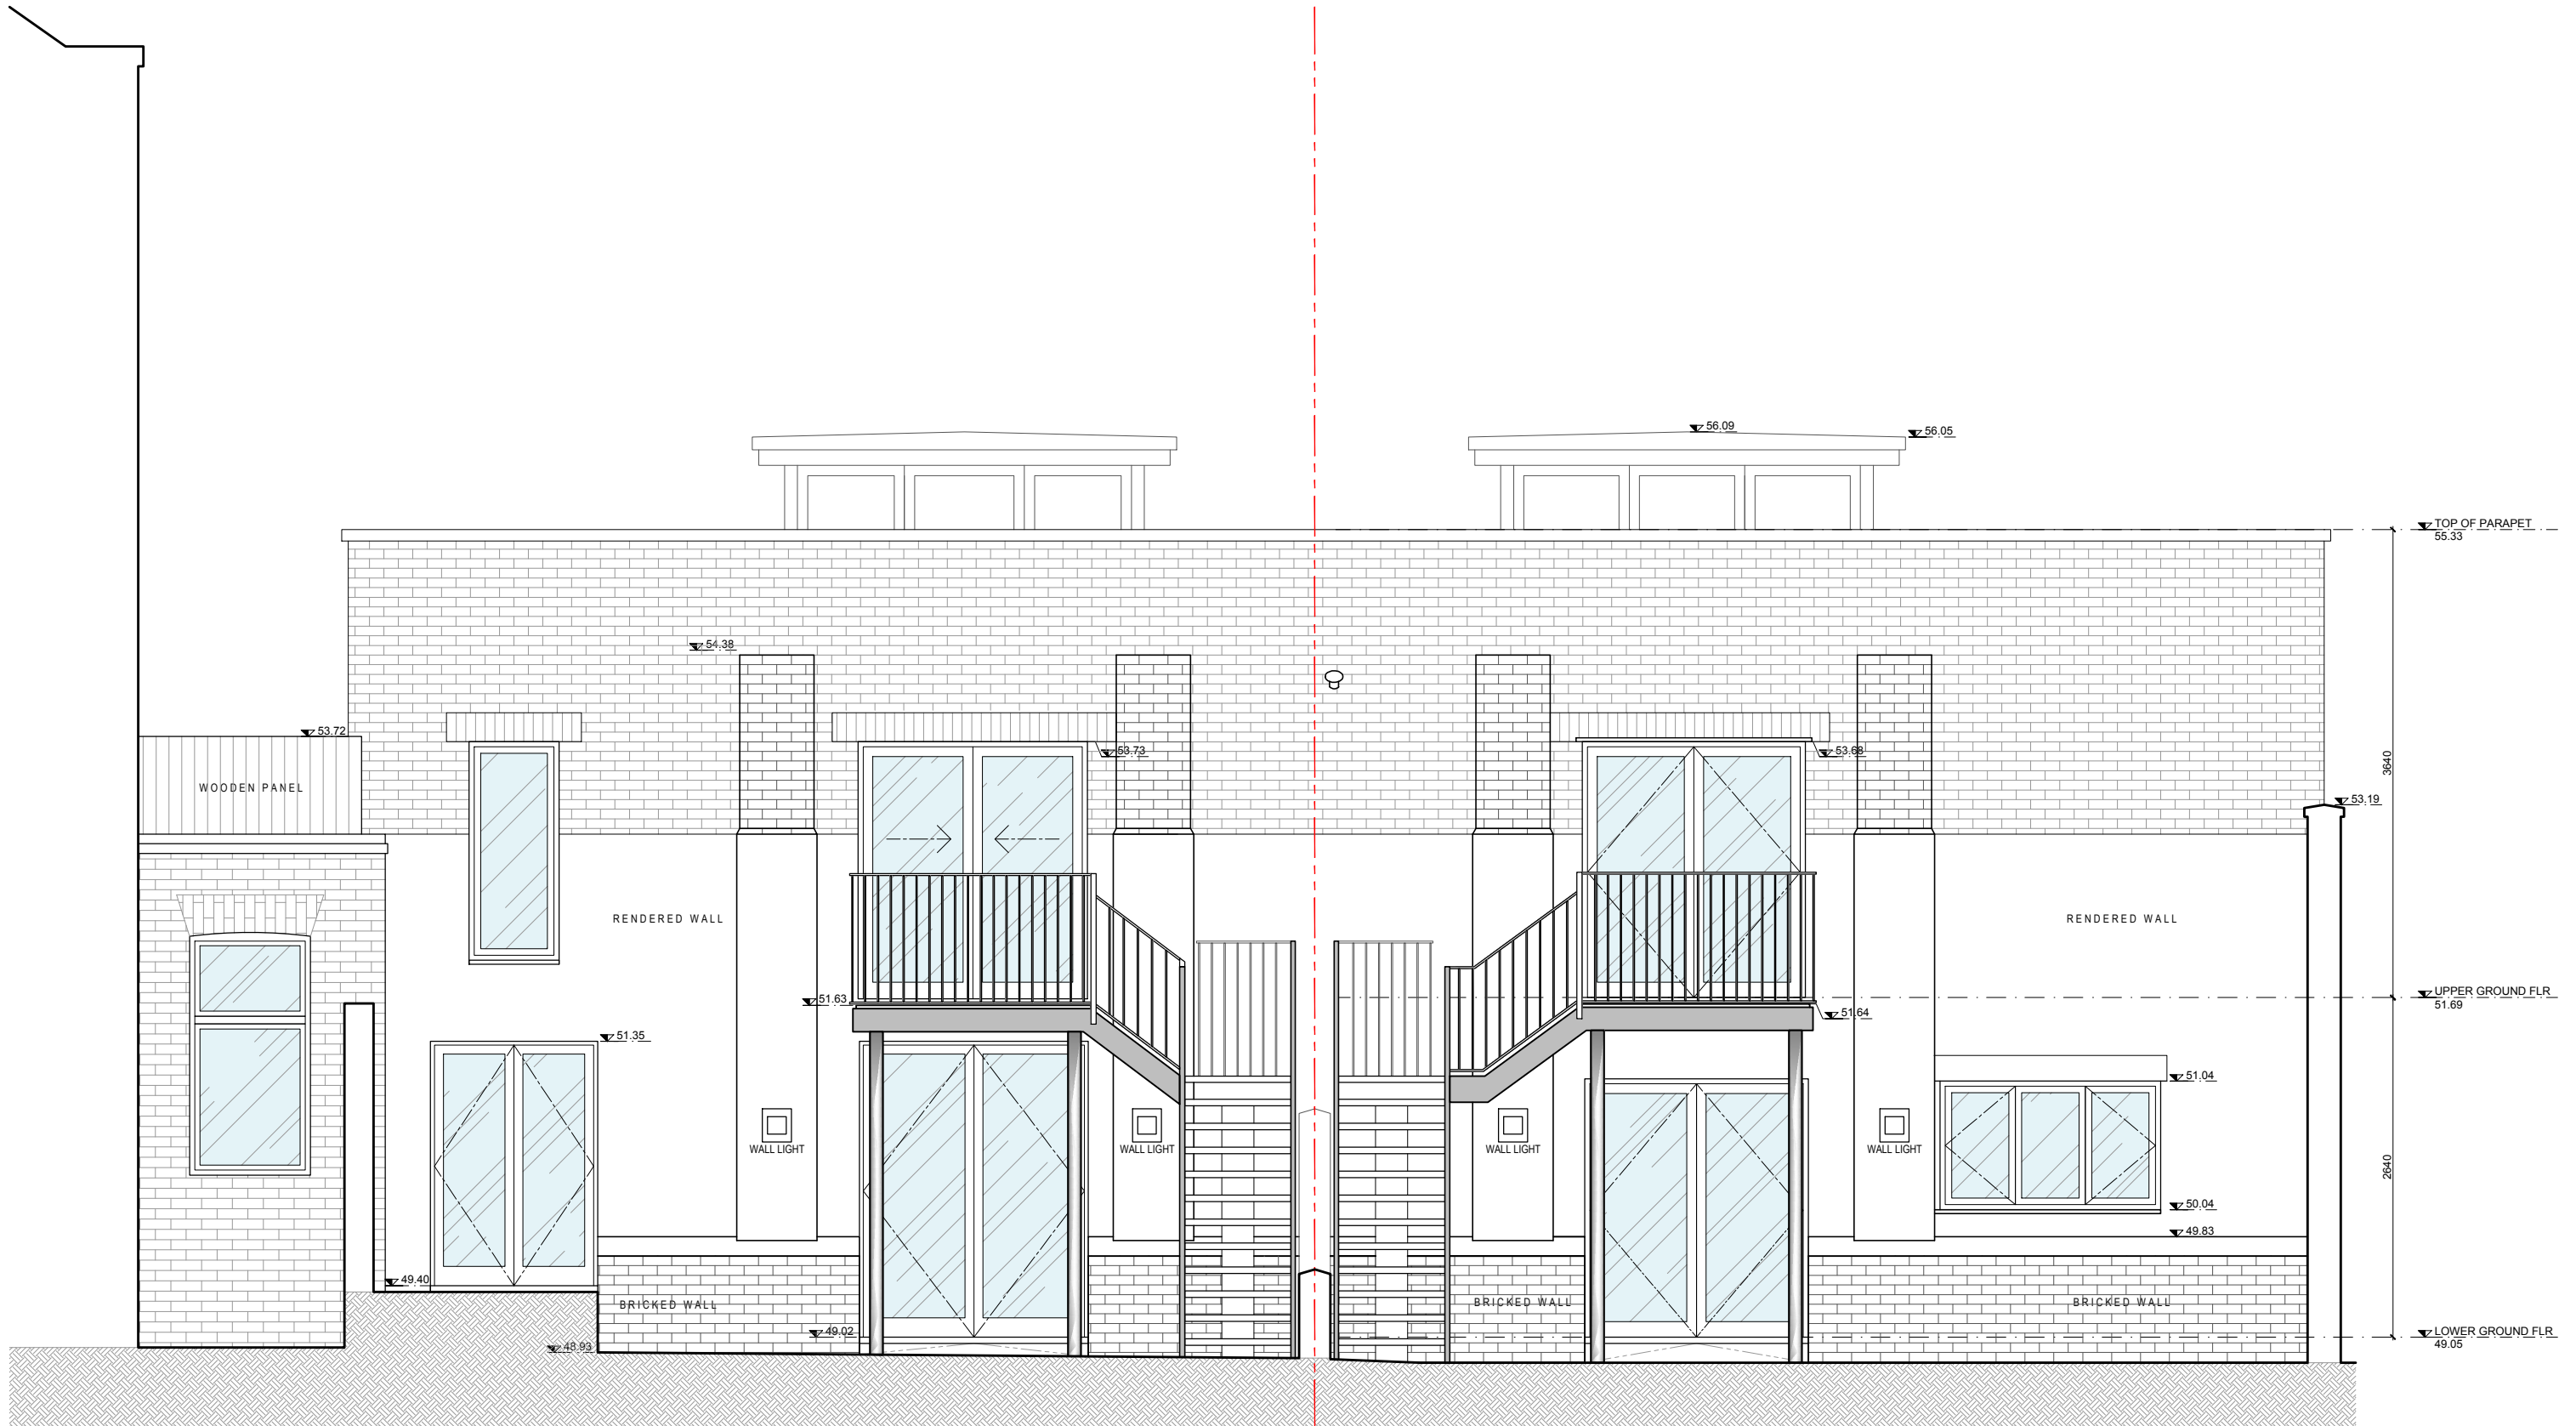 56.09
56.05
TOP OF PARAPET
55.33
54.38
53.72
53.73
53.68
3640
WOODEN PANEL
53.19
RENDERED WALL
RENDERED WALL
UPPER GROUND FLR
51.69
51.63
51.64
51.35
51.04
WALL LIGHT
WALL LIGHT
WALL LIGHT
WALL LIGHT
2640
50.04
49.83
49.40
BRICKED WALL
BRICKED WALL
BRICKED WALL
49.02
LOWER GROUND FLR
49.05
48.93